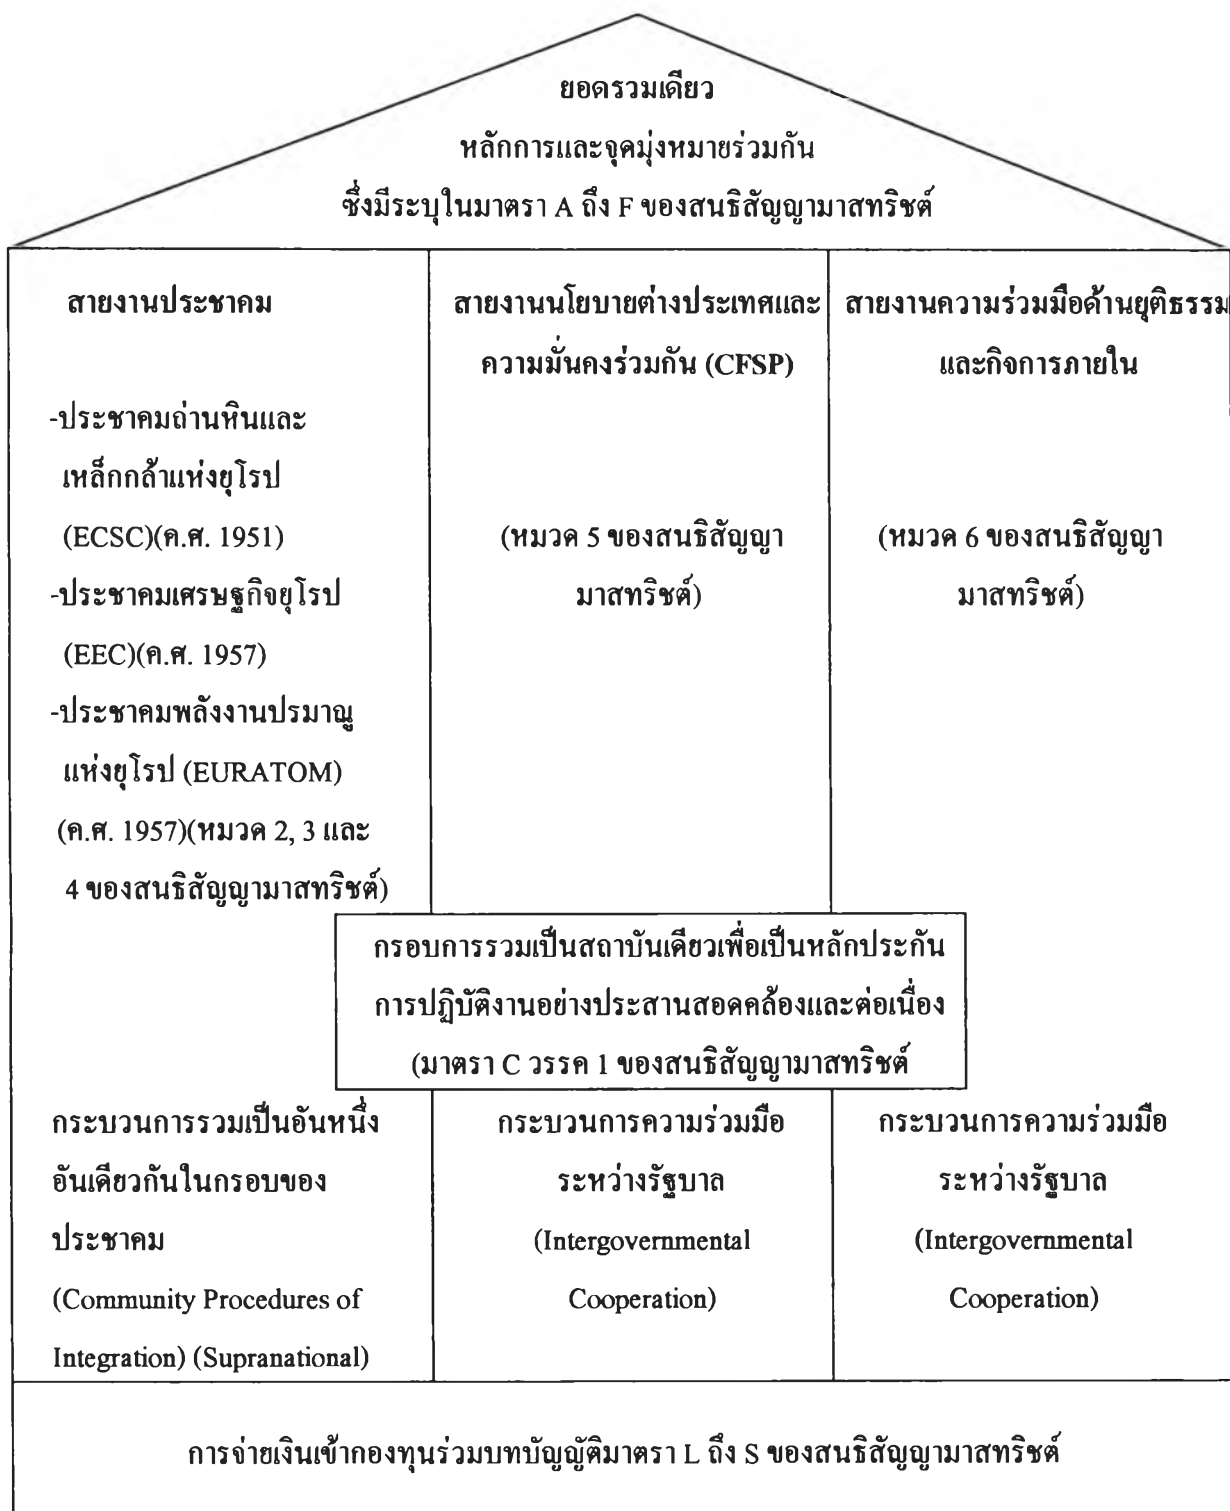 ยอดรวมเดียว
หลักการและจุดมุ่งหมายร่วมกัน
ซึ่งมีระบุในมาตรา A ถึง F ของสนธิสัญญามาสทริชต์
สายงานประชาคม
-ประชาคมถ่านหินและ
เหล็กกล้าแห่งยุโรป
(ECSC)(ค.ศ. 1951)
-ประชาคมเศรษฐกิจยุโรป
(EEC)(ค.ศ. 1957)
-ประชาคมพลังงานปรมาณู
แห่งยุโรป (EURATOM)
(ค.ศ. 1957)(หมวด 2, 3 และ
4 ของสนธิสัญญามาสทริชต์)
สายงานนโยบายต่างประเทศและ
ความมั่นคงร่วมกัน (CFSP)
(หมวด 5 ของสนธิสัญญา
มาสทริชต์)
สายงานความร่วมมือด้านยุติธรรม
และกิจการภายใน
(หมวด 6 ของสนธิสัญญา
มาสทริชต์)
กรอบการรวมเป็นสถาบันเดียวเพื่อเป็นหลักประกัน
การปฏิบัติงานอย่างประสานสอดคล้องและต่อเนื่อง
(มาตรา C วรรค 1 ของสนธิสัญญามาสทริชต์
กระบวนการรวมเป็นอันหนึ่ง
อันเดียวกันในกรอบของ
ประชาคม
(Community Procedures of
Integration) (Supranational)
กระบวนการความร่วมมือ
ระหว่างรัฐบาล
(Intergovernmental
Cooperation)
กระบวนการความร่วมมือ
ระหว่างรัฐบาล
(Intergovernmental
Cooperation)
การจ่ายเงินเข้ากองทุนร่วมบทบัญญัติมาตรา L ถึง S ของสนธิสัญญามาสทริชต์